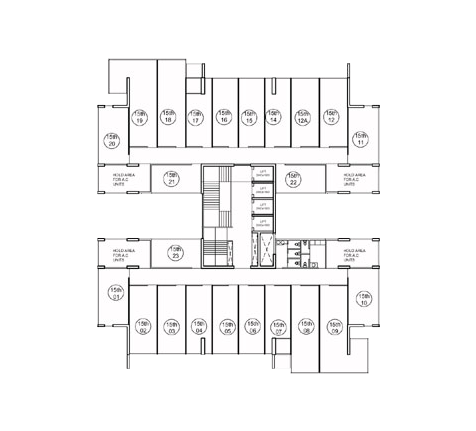 15th 19
15th 18
15th 17
15th 16
15th 15
15th 14
15th 12A
15th 12
15th 20
15th 11
HOLD AREA
FOR A.C
UNITS
15th 21
15th 22
HOLD AREA
FOR A.C
UNITS
LIFT
LIFT
LIFT
LIFT
HOLD AREA
FOR A.C
UNITS
15th 23
HOLD AREA
FOR A.C
UNITS
15th 01
15th 10
15th 02
15th 03
15th 04
15th 05
15th 06
15th 07
15th 08
15th 09